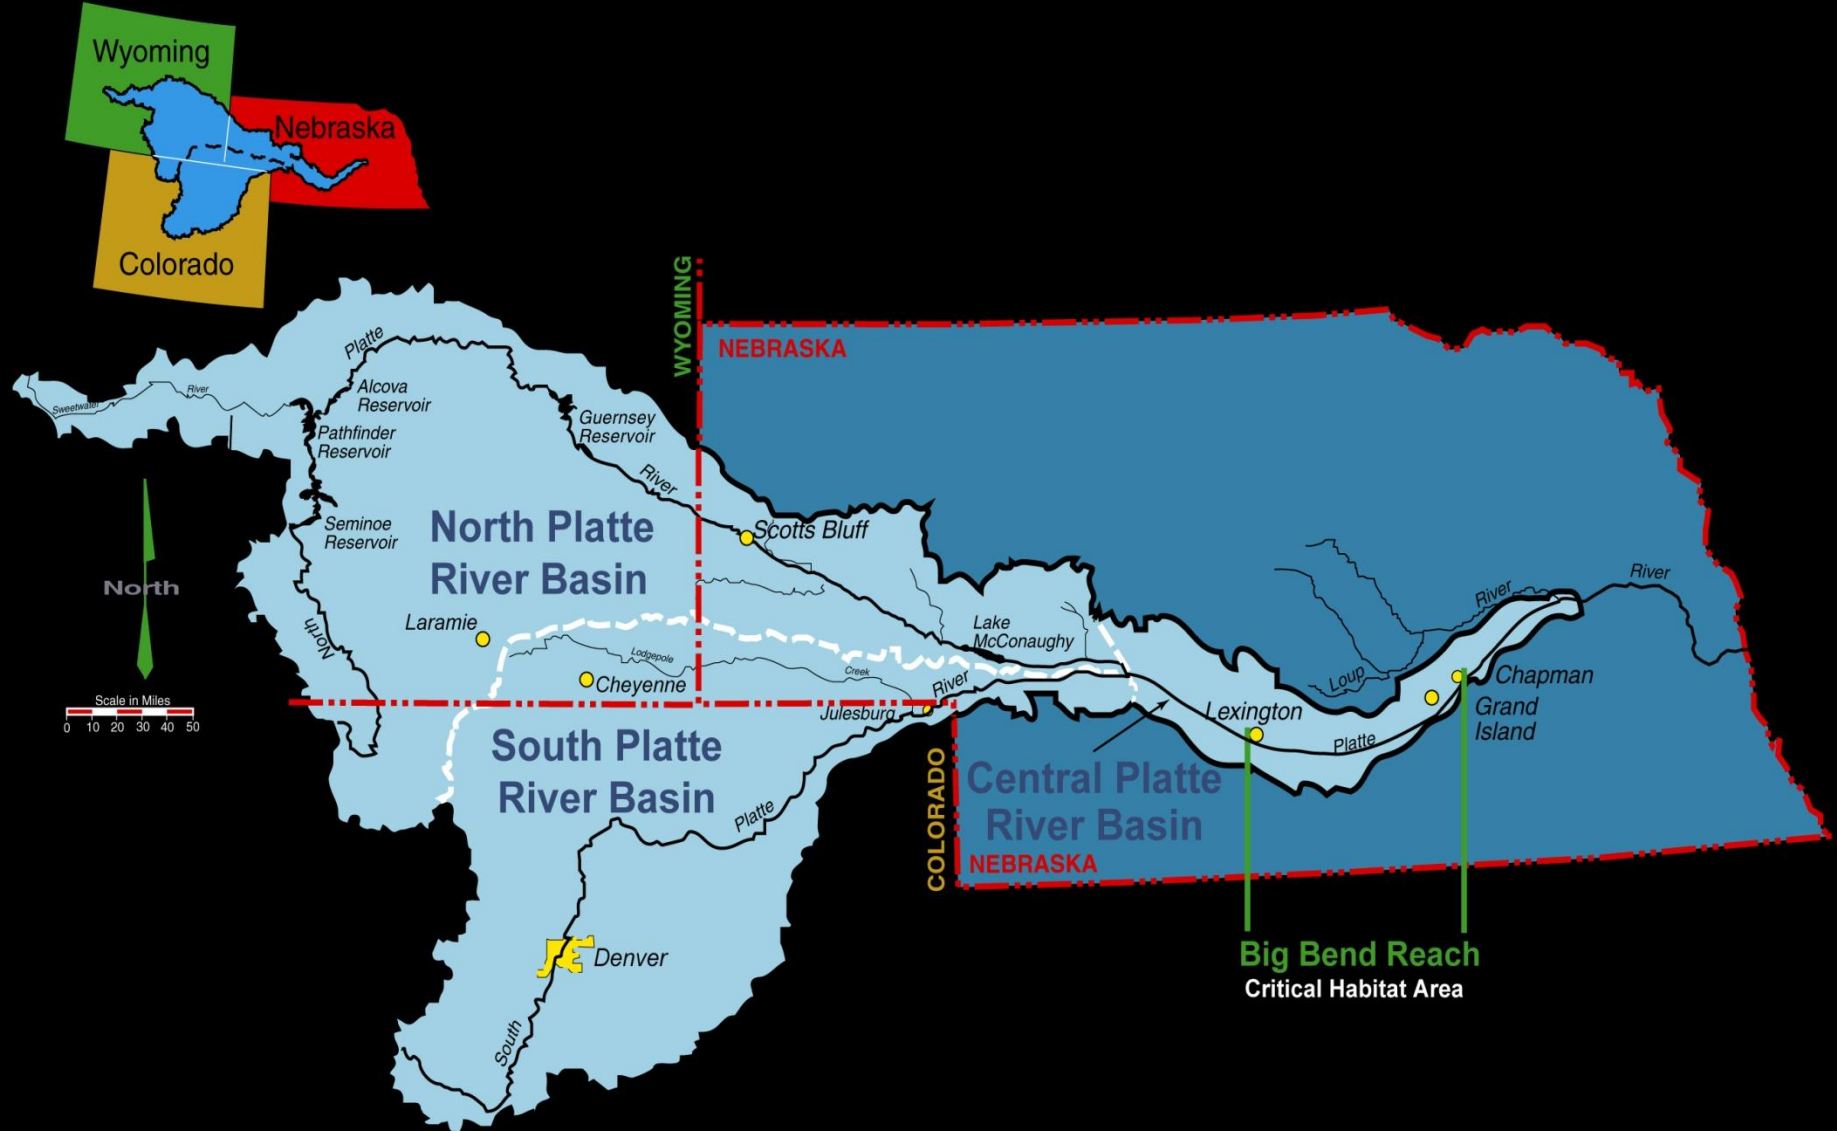 Wyoming
Nebraska
Colorado
WYOMING
NEBRASKA
Platte
Alcova
Reservoir
Sweetwater
River
Pathfinder
Reservoir
Guernsey
Reservoir
River
Seminoe
Reservoir
North Platte
River Basin
Scotts Bluff
North
Laramie
North
Lake
McConaughy
Lodgepole
Creek
Cheyenne
River
Julesburg
River
River
Loup
Chapman
Grand
Island
Lexington
Platte
Scale in Miles
0 10 20 30 40 50
South Platte
River Basin
Platte
COLORADO
Central Platte
River Basin
NEBRASKA
Denver
South
Big Bend Reach
Critical Habitat Area